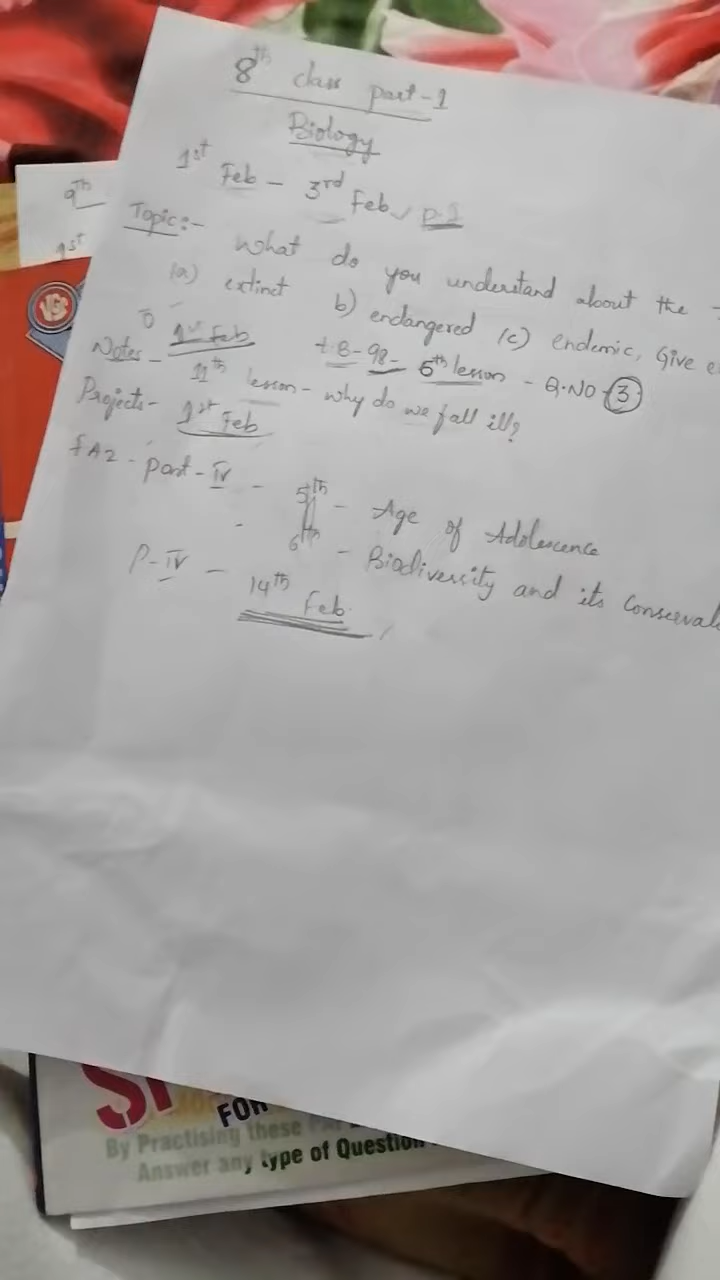 8th class part-1
Biology
1st Feb - 3rd Feb, P-I
Topic:- What do you understand about the
(a) extinct b) endangered (c) endemic, Give
t.B-98- 6th lesson - Q.NO-3
Notes - 1st Feb
11th lesson - why do we fall ill?
Projects - 1st Feb
FA2 - part-IV - 5th - Age of Adolescence
6th - Biodiversity and its
P-IV - 14th Feb.
9th
1st
FOR
By Practising these
Answer any type of Question